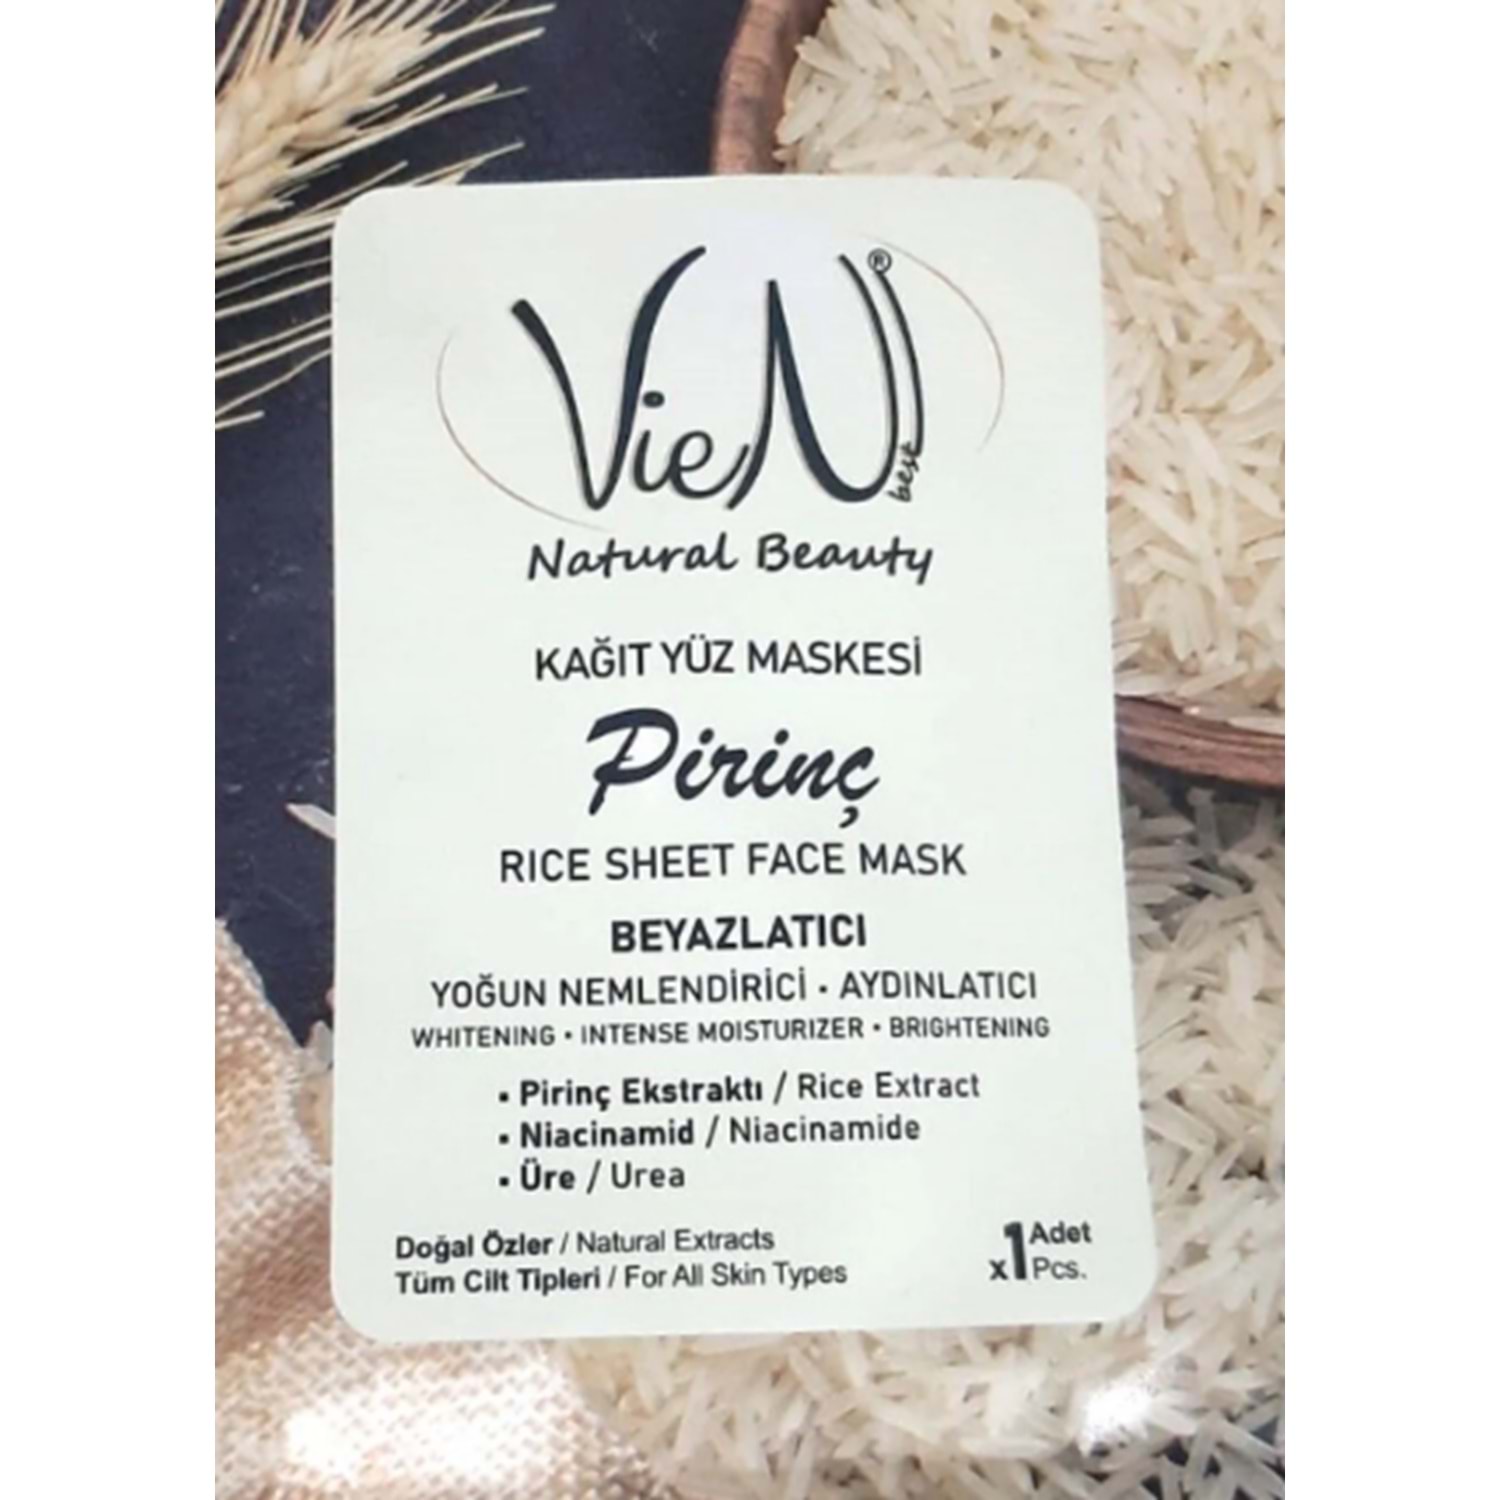 VieN®
best
Natural Beauty
KAĞIT YÜZ MASKESİ
Pirinç
RICE SHEET FACE MASK
BEYAZLATICI
YOĞUN NEMLENDİRİCİ • AYDINLATICI
WHITENING • INTENSE MOISTURIZER • BRIGHTENING
• Pirinç Ekstraktı / Rice Extract
• Niacinamid / Niacinamide
• Üre / Urea
Doğal Özler / Natural Extracts
Tüm Cilt Tipleri / For All Skin Types
x1 Adet
Pcs.